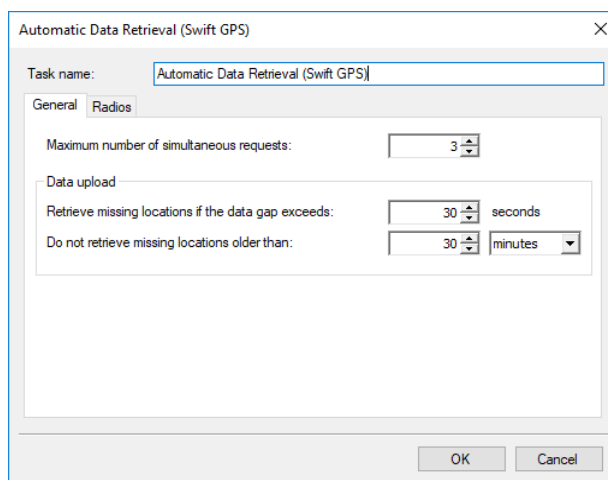 Automatic Data Retrieval (Swift GPS)
Task name: Automatic Data Retrieval (Swift GPS)
General Radios
Maximum number of simultaneous requests: 3
Data upload
Retrieve missing locations if the data gap exceeds: 30 seconds
Do not retrieve missing locations older than: 30 minutes
OK Cancel